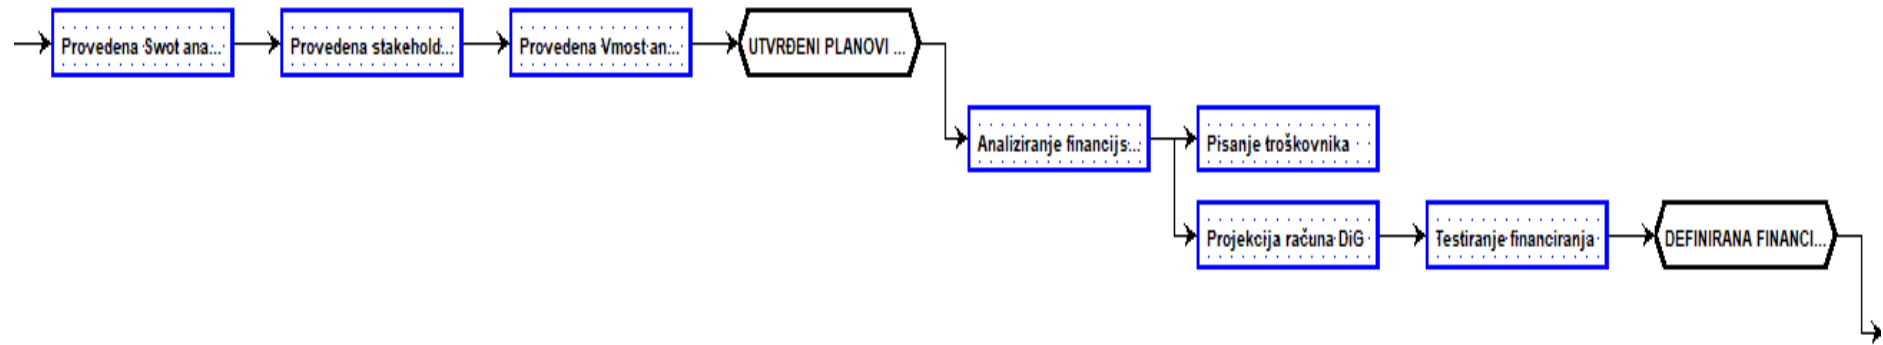 Provedena Swot ana...
Provedena stakehold...
Provedena Vmost an...
UTVRĐENI PLANOVI ...
Analiziranje financijs...
Pisanje troškovnika
Projekcija računa DiG
Testiranje financiranja
DEFINIRANA FINANCI...